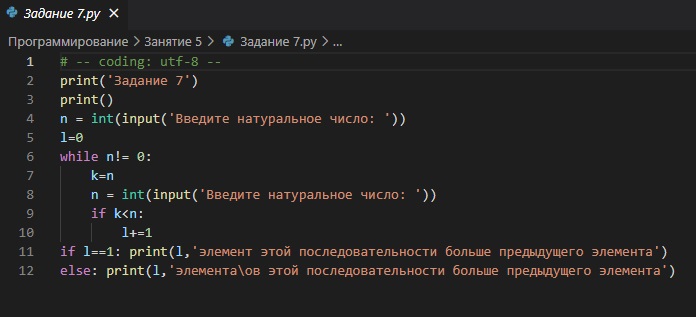 Задание 7.py ×
Программирование > Занятие 5 > Задание 7.py > ...
1 # -- coding: utf-8 --
2 print('Задание 7')
3 print()
4 n = int(input('Введите натуральное число: '))
5 l=0
6 while n!= 0:
7     k=n
8     n = int(input('Введите натуральное число: '))
9     if k<n:
10         l+=1
11 if l==1: print(l,'элемент этой последовательности больше предыдущего элемента')
12 else: print(l,'элемента\ов этой последовательности больше предыдущего элемента')